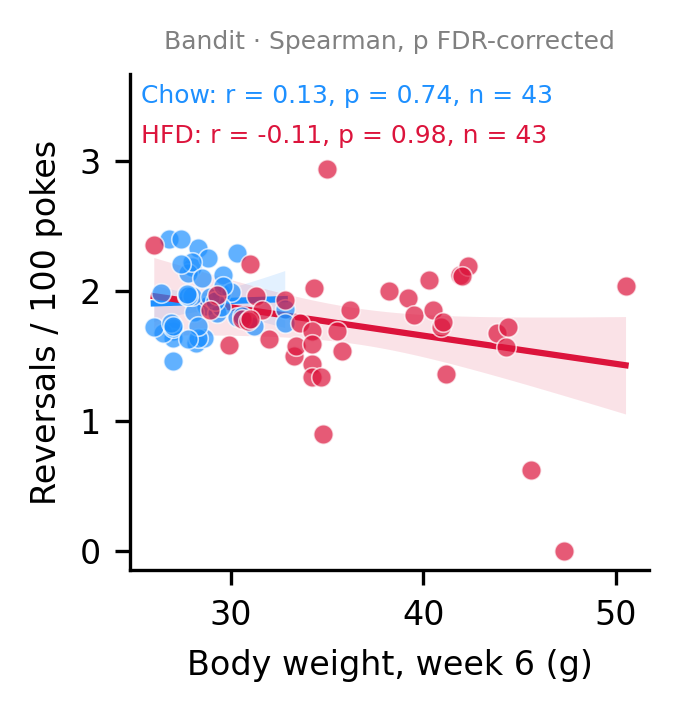 Bandit · Spearman, p FDR-corrected
Chow: r = 0.13, p = 0.74, n = 43
HFD: r = -0.11, p = 0.98, n = 43
3
2
1
0
Reversals / 100 pokes
30 40 50
Body weight, week 6 (g)